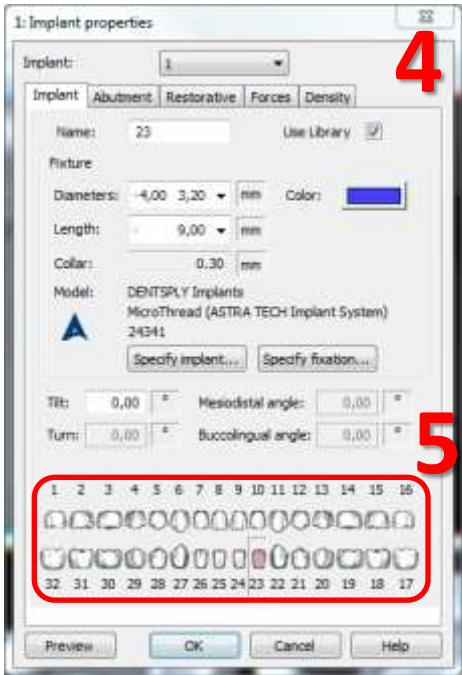 1: Implant properties
4
Implant: 1
Implant Abutment Restorative Forces Density
Name: 23 Use Library
Fixture
Diameters: 4,00 3,20 mm Color:
Length: 9,00 mm
Collar: 0.30 mm
Model: DENTSPLY Implants
MicroThread (ASTRA TECH Implant System)
24341
Specify implant... Specify fixation...
Tilt: 0,00 ° Mesiodistal angle: 0,00 °
Turn: 0,00 ° Buccolingual angle: 0,00 °
5
1 2 3 4 5 6 7 8 9 10 11 12 13 14 15 16
32 31 30 29 28 27 26 25 24 23 22 21 20 19 18 17
Preview OK Cancel Help